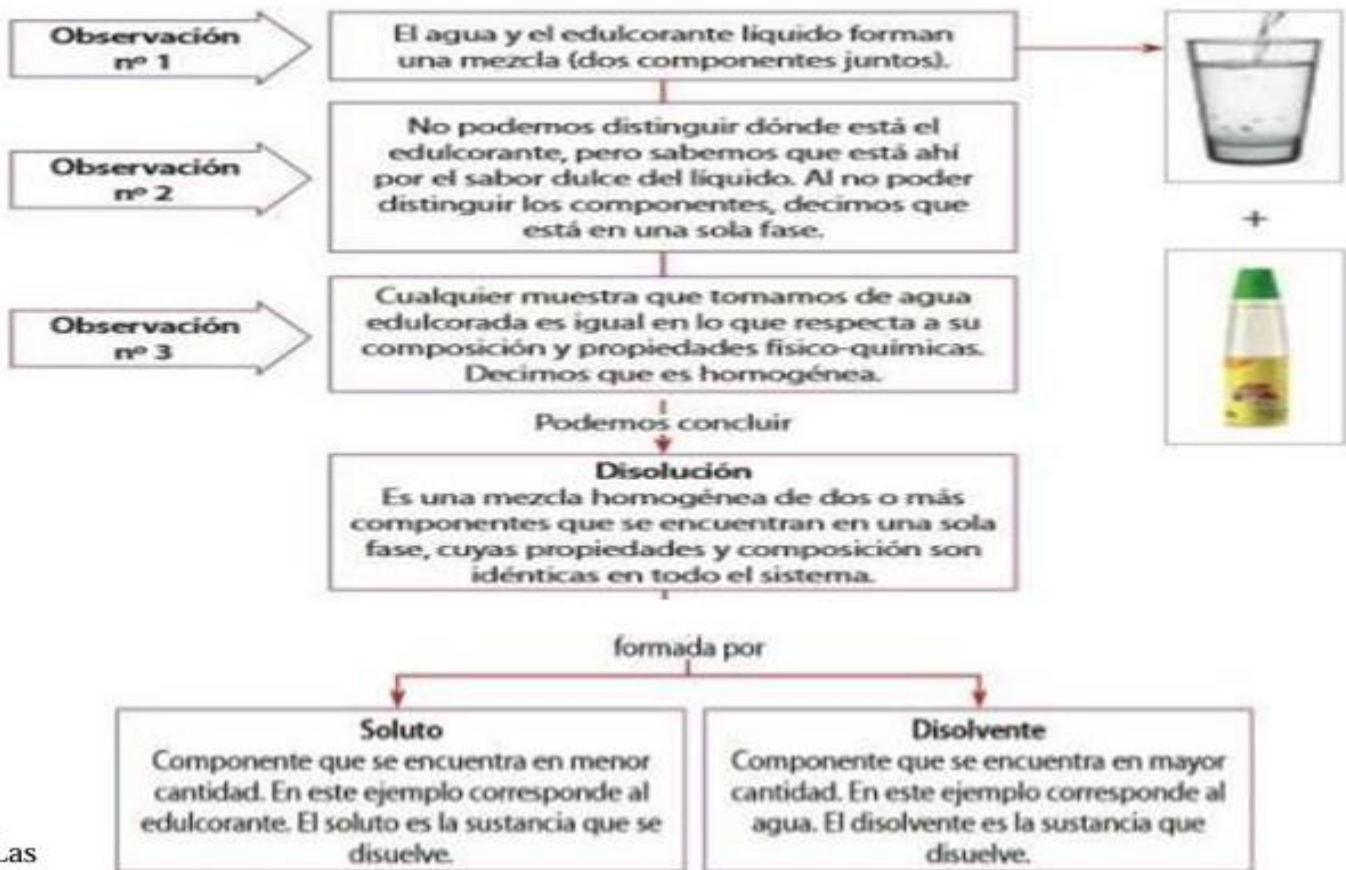 Observación
nº 1
El agua y el edulcorante líquido forman
una mezcla (dos componentes juntos).
Observación
nº 2
No podemos distinguir dónde está el
edulcorante, pero sabemos que está ahí
por el sabor dulce del líquido. Al no poder
distinguir los componentes, decimos que
está en una sola fase.
+
Observación
nº 3
Cualquier muestra que tomamos de agua
edulcorada es igual en lo que respecta a su
composición y propiedades físico-químicas.
Decimos que es homogénea.
Podemos concluir
Disolución
Es una mezcla homogénea de dos o más
componentes que se encuentran en una sola
fase, cuyas propiedades y composición son
idénticas en todo el sistema.
formada por
Soluto
Componente que se encuentra en menor
cantidad. En este ejemplo corresponde al
edulcorante. El soluto es la sustancia que se
disuelve.
Disolvente
Componente que se encuentra en mayor
cantidad. En este ejemplo corresponde al
agua. El disolvente es la sustancia que
disuelve.
Las